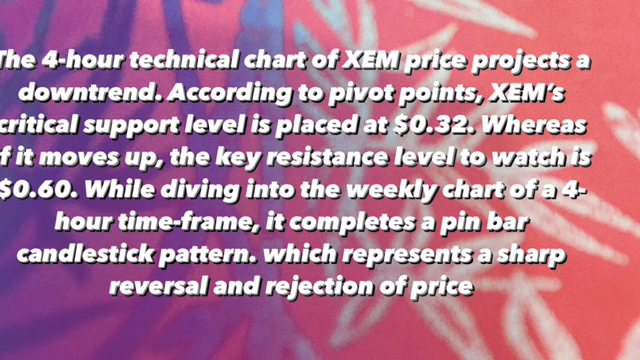 The 4-hour technical chart of XEM price projects a
downtrend. According to pivot points, XEM's
critical support level is placed at $0.32. Whereas
if it moves up, the key resistance level to watch is
$0.60. While diving into the weekly chart of a 4-
hour time-frame, it completes a pin bar
candlestick pattern. which represents a sharp
reversal and rejection of price